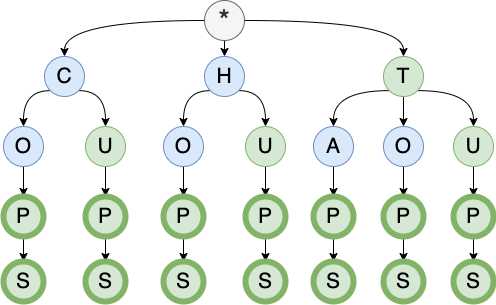 *
C H T
O U O U A O U
P P P P P P P
S S S S S S S